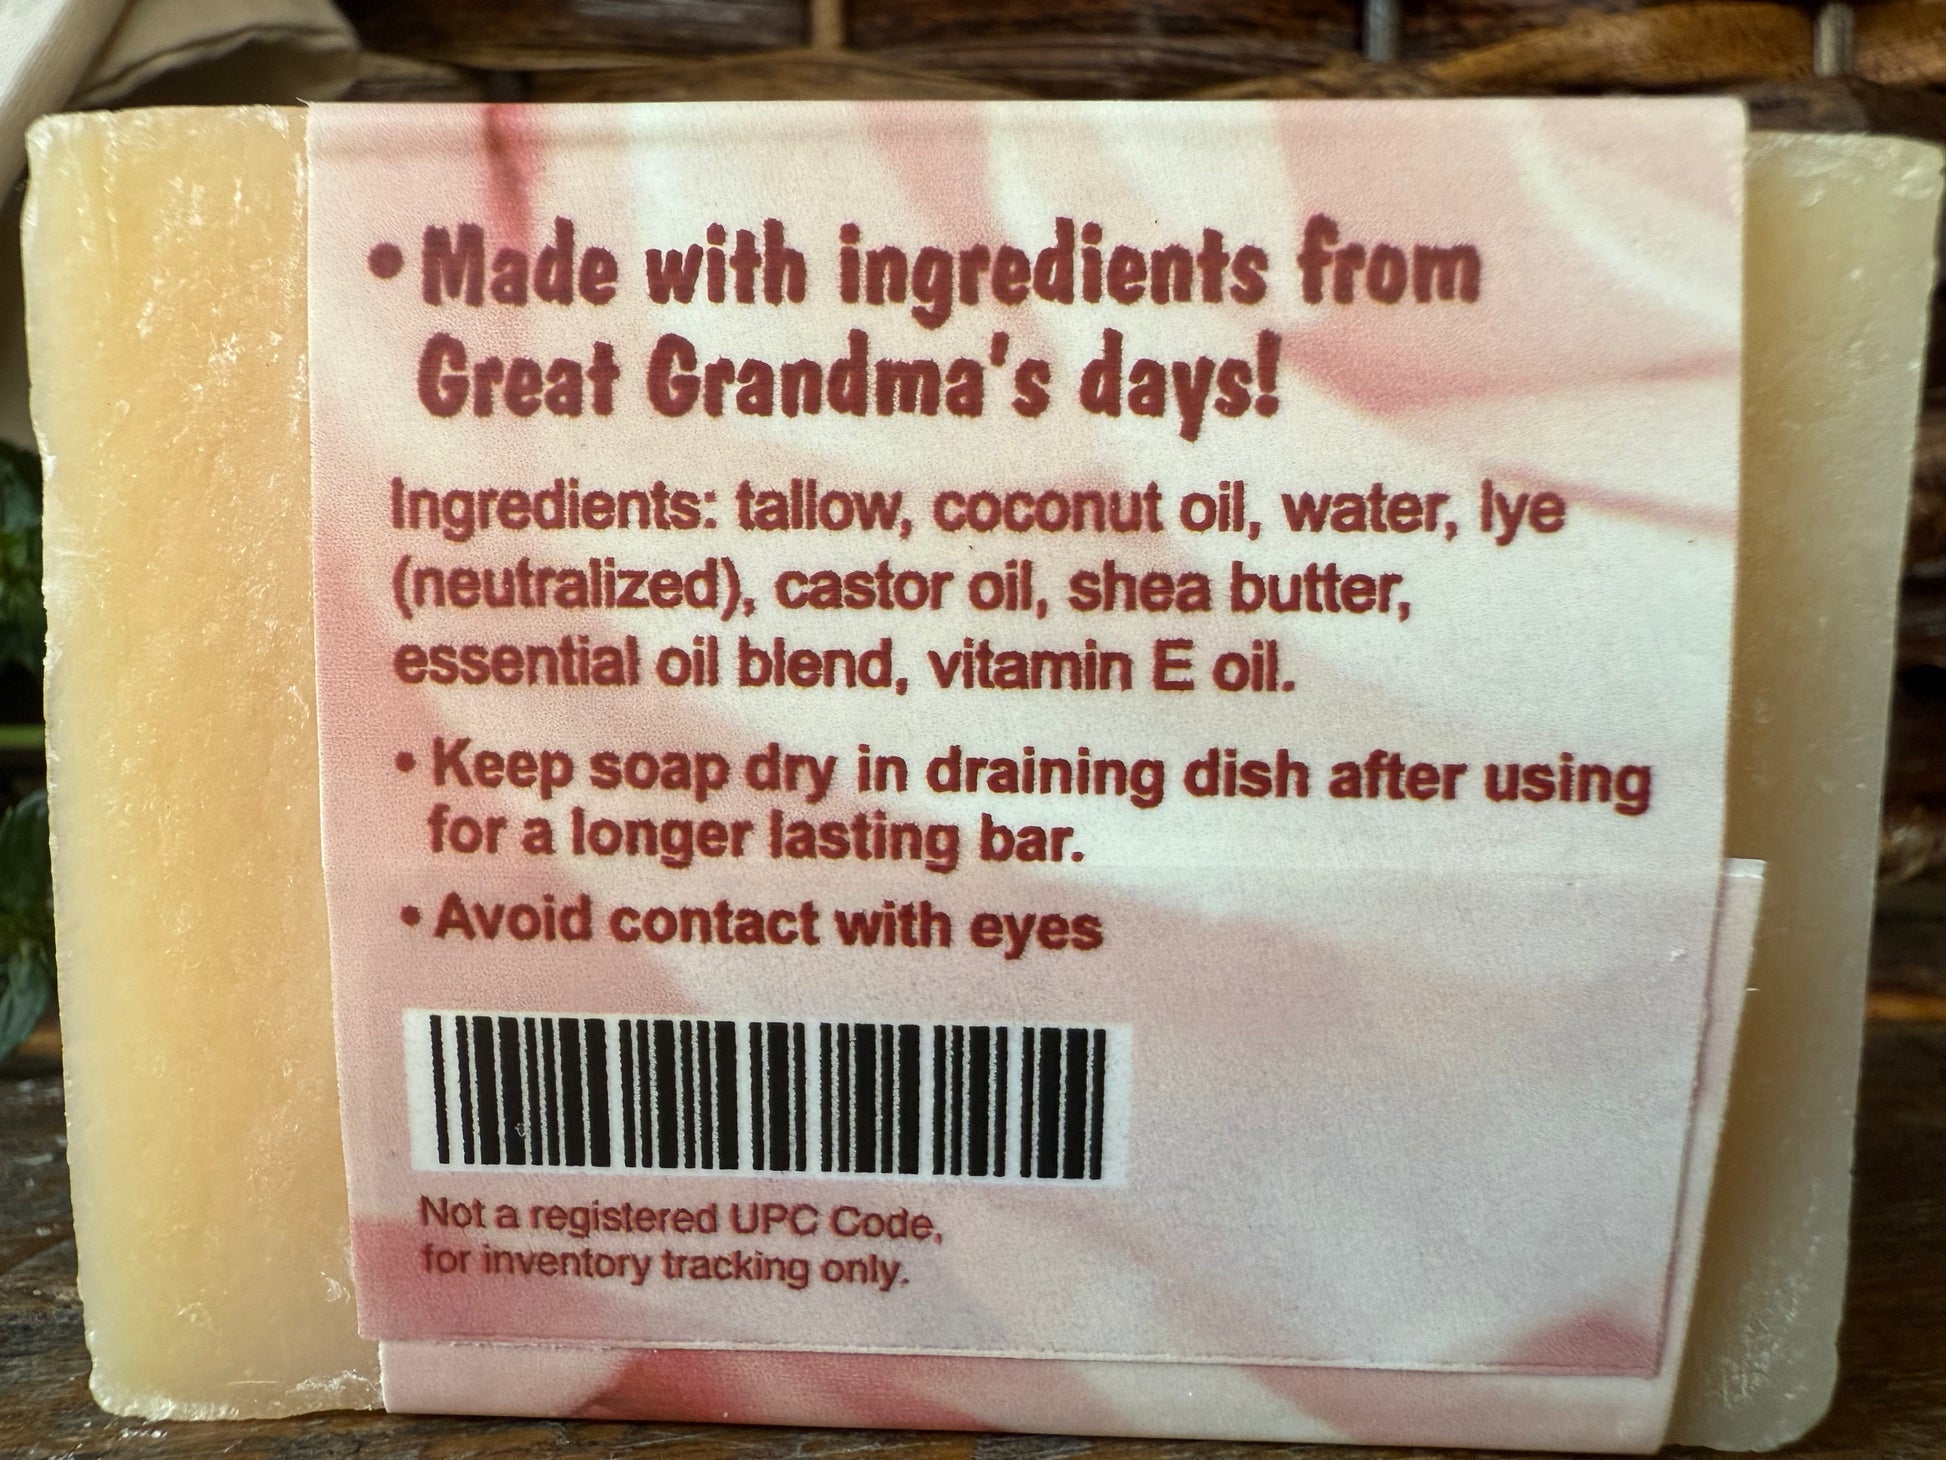 • Made with ingredients from
Great Grandma's days!
Ingredients: tallow, coconut oil, water, lye
(neutralized), castor oil, shea butter,
essential oil blend, vitamin E oil.
• Keep soap dry in draining dish after using
for a longer lasting bar.
• Avoid contact with eyes
Not a registered UPC Code,
for inventory tracking only.